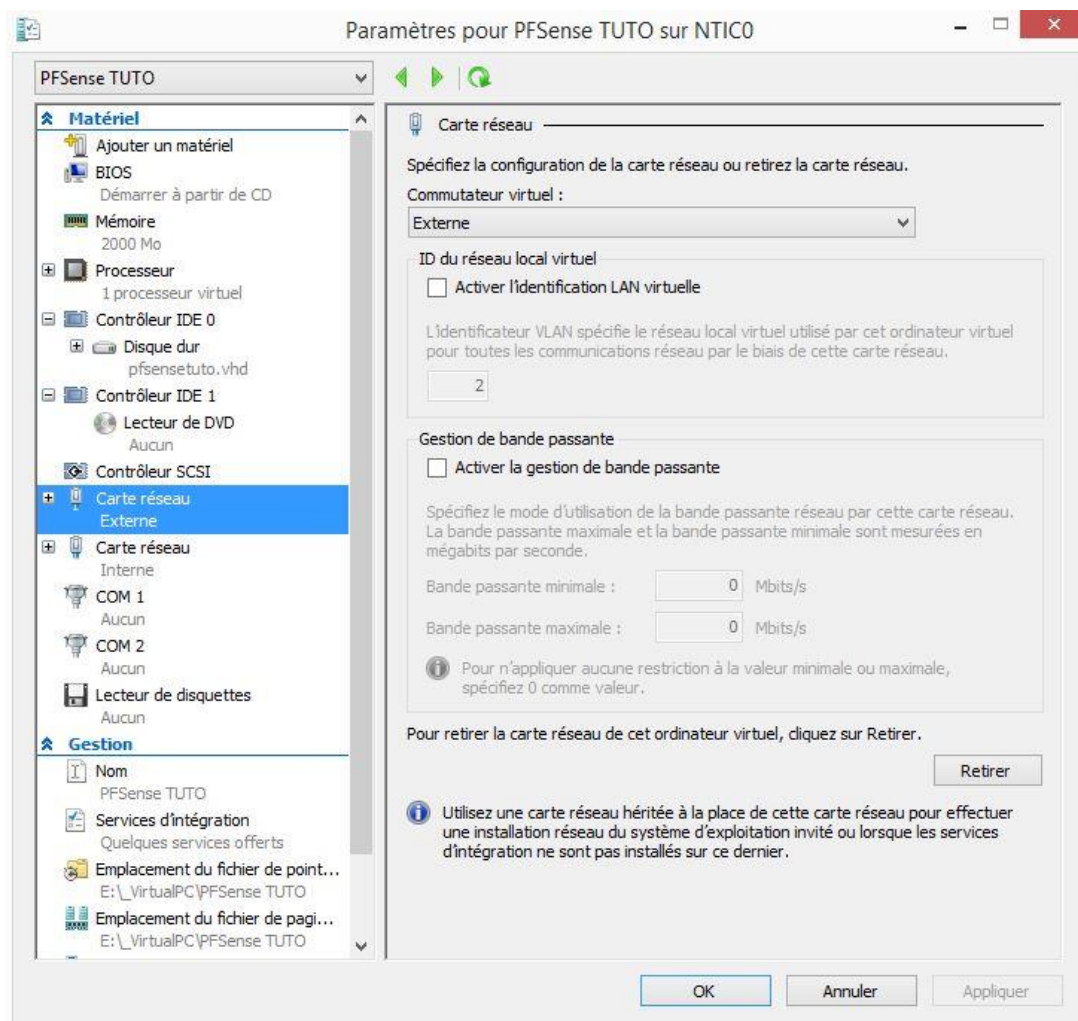 Paramètres pour PFSense TUTO sur NTIC0
PFSense TUTO
Matériel
Ajouter un matériel
BIOS
Démarrer à partir de CD
Mémoire
2000 Mo
Processeur
1 processeur virtuel
Contrôleur IDE 0
Disque dur
pfsensetuto.vhd
Contrôleur IDE 1
Lecteur de DVD
Aucun
Contrôleur SCSI
Carte réseau
Externe
Carte réseau
Interne
COM 1
Aucun
COM 2
Aucun
Lecteur de disquettes
Aucun
Gestion
Nom
PFSense TUTO
Services d'intégration
Quelques services offerts
Emplacement du fichier de point...
E:\_VirtualPC\PFSense TUTO
Emplacement du fichier de pagi...
E:\_VirtualPC\PFSense TUTO
Carte réseau
Spécifiez la configuration de la carte réseau ou retirez la carte réseau.
Commutateur virtuel :
Externe
ID du réseau local virtuel
Activer l'identification LAN virtuelle
L'identificateur VLAN spécifie le réseau local virtuel utilisé par cet ordinateur virtuel
pour toutes les communications réseau par le biais de cette carte réseau.
2
Gestion de bande passante
Activer la gestion de bande passante
Spécifiez le mode d'utilisation de la bande passante réseau par cette carte réseau.
La bande passante maximale et la bande passante minimale sont mesurées en
mégabits par seconde.
Bande passante minimale : 0 Mbits/s
Bande passante maximale : 0 Mbits/s
Pour n'appliquer aucune restriction à la valeur minimale ou maximale,
spécifiez 0 comme valeur.
Pour retirer la carte réseau de cet ordinateur virtuel, cliquez sur Retirer.
Retirer
Utilisez une carte réseau héritée à la place de cette carte réseau pour effectuer
une installation réseau du système d'exploitation invité ou lorsque les services
d'intégration ne sont pas installés sur ce dernier.
OK Annuler Appliquer